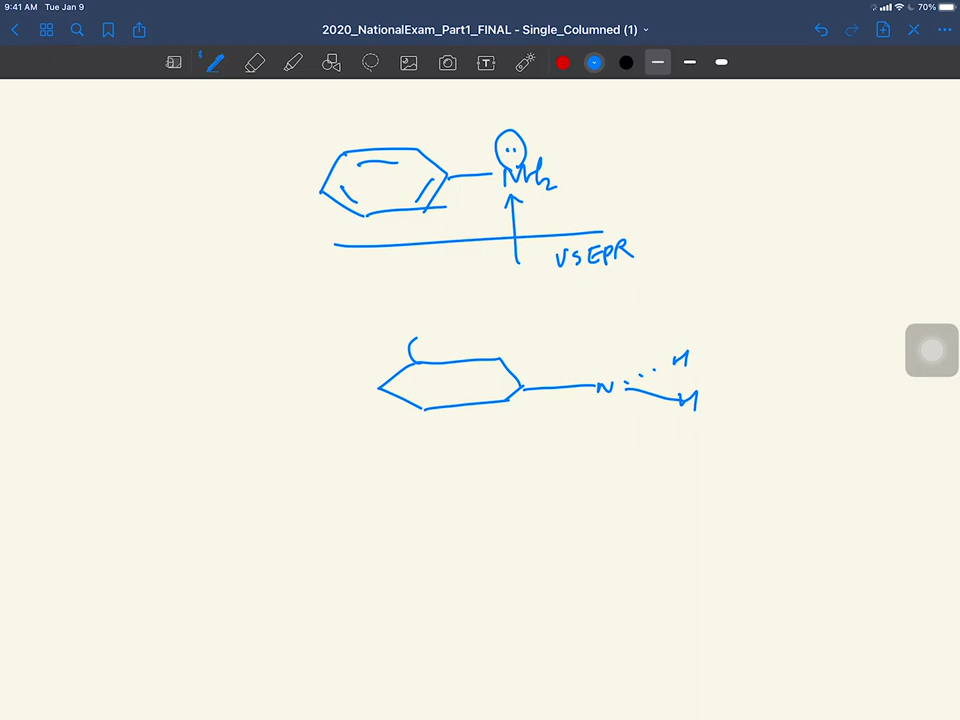 9:41 AM Tue Jan 9
70%
2020_NationalExam_Part1_FINAL - Single_Columned (1)
T
NH2
VSEPR
H
N
H